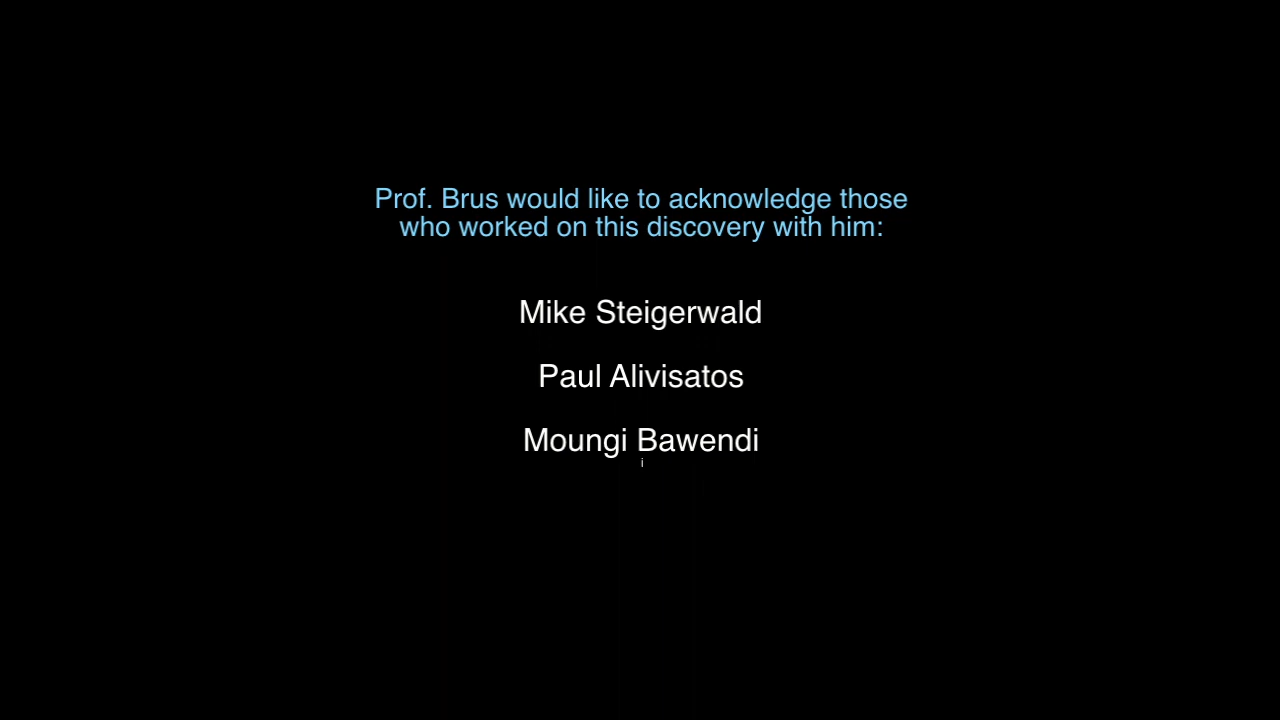 Prof. Brus would like to acknowledge those
who worked on this discovery with him:
Mike Steigerwald
Paul Alivisatos
Moungi Bawendi
i